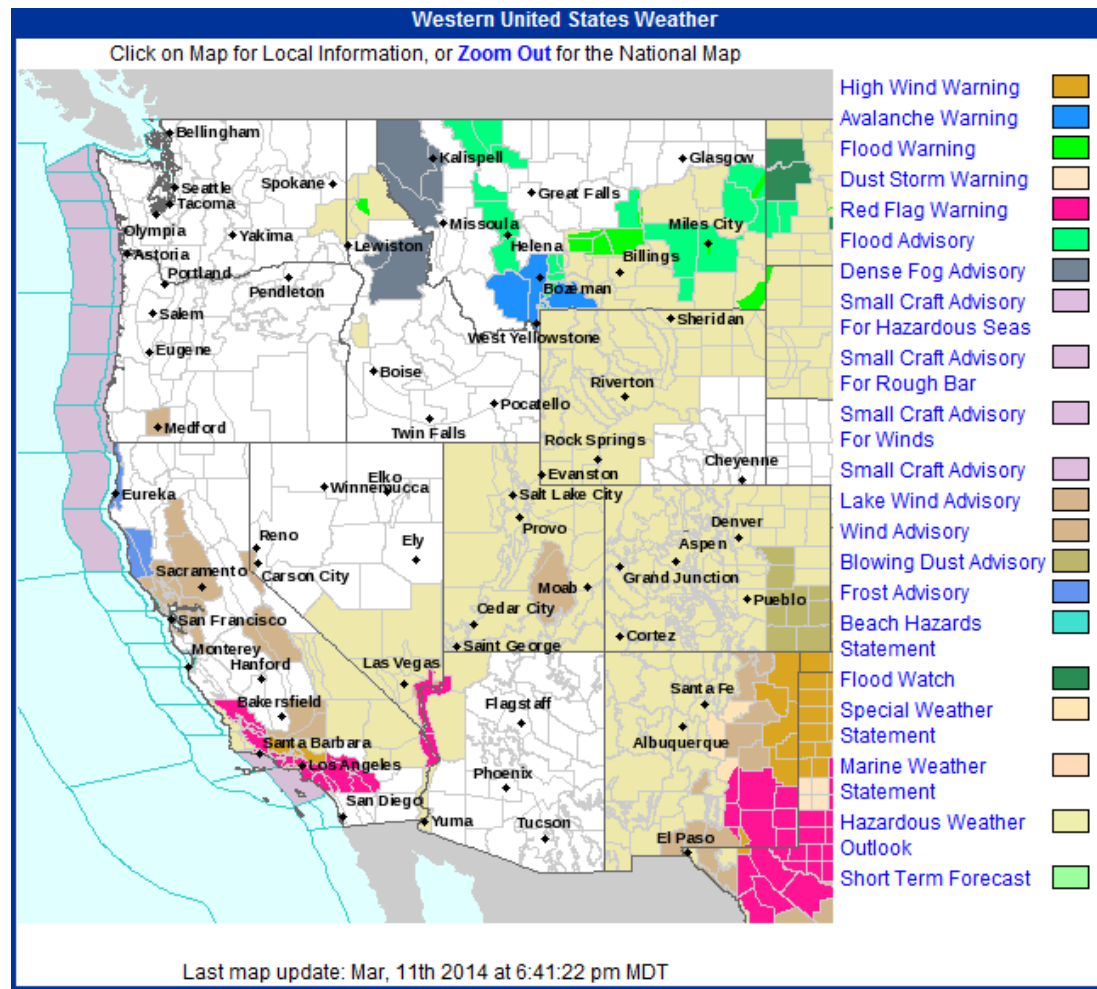 Western United States Weather
Click on Map for Local Information, or Zoom Out for the National Map
Bellingham
Seattle
Tacoma
Olympia
Spokane
Yakima
Astoria
Portland
Pendleton
Salem
Eugene
Medford
Lewiston
Kalispell
Missoula
Great Falls
Helena
Glasgow
Miles City
Billings
Bozeman
West Yellowstone
Sheridan
Boise
Pocatello
Twin Falls
Riverton
Rock Springs
Evanston
Cheyenne
Eureka
Winnemucca
Elko
Reno
Carson City
Ely
Sacramento
San Francisco
Monterey
Hanford
Bakersfield
Las Vegas
Santa Barbara
Los Angeles
San Diego
Salt Lake City
Provo
Moab
Cedar City
Saint George
Denver
Aspen
Grand Junction
Pueblo
Cortez
Flagstaff
Phoenix
Tucson
Yuma
Santa Fe
Albuquerque
El Paso
High Wind Warning
Avalanche Warning
Flood Warning
Dust Storm Warning
Red Flag Warning
Flood Advisory
Dense Fog Advisory
Small Craft Advisory
For Hazardous Seas
Small Craft Advisory
For Rough Bar
Small Craft Advisory
For Winds
Small Craft Advisory
Lake Wind Advisory
Wind Advisory
Blowing Dust Advisory
Frost Advisory
Beach Hazards
Statement
Flood Watch
Special Weather
Statement
Marine Weather
Statement
Hazardous Weather
Outlook
Short Term Forecast
Last map update: Mar, 11th 2014 at 6:41:22 pm MDT